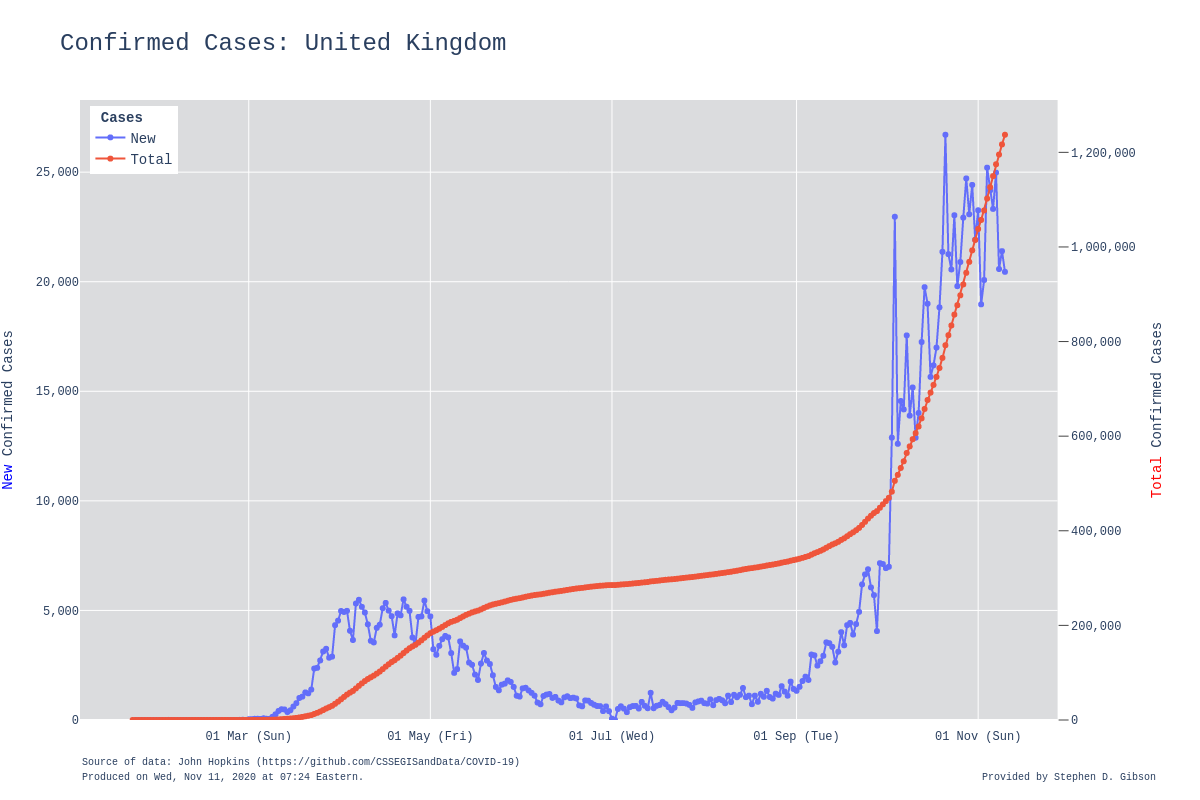 Confirmed Cases: United Kingdom
Cases
New
Total
25,000
20,000
15,000
10,000
5,000
0
1,200,000
1,000,000
800,000
600,000
400,000
200,000
0
New Confirmed Cases
Total Confirmed Cases
01 Mar (Sun)
01 May (Fri)
01 Jul (Wed)
01 Sep (Tue)
01 Nov (Sun)
Source of data: John Hopkins (https://github.com/CSSEGISandData/COVID-19)
Produced on Wed, Nov 11, 2020 at 07:24 Eastern.
Provided by Stephen D. Gibson